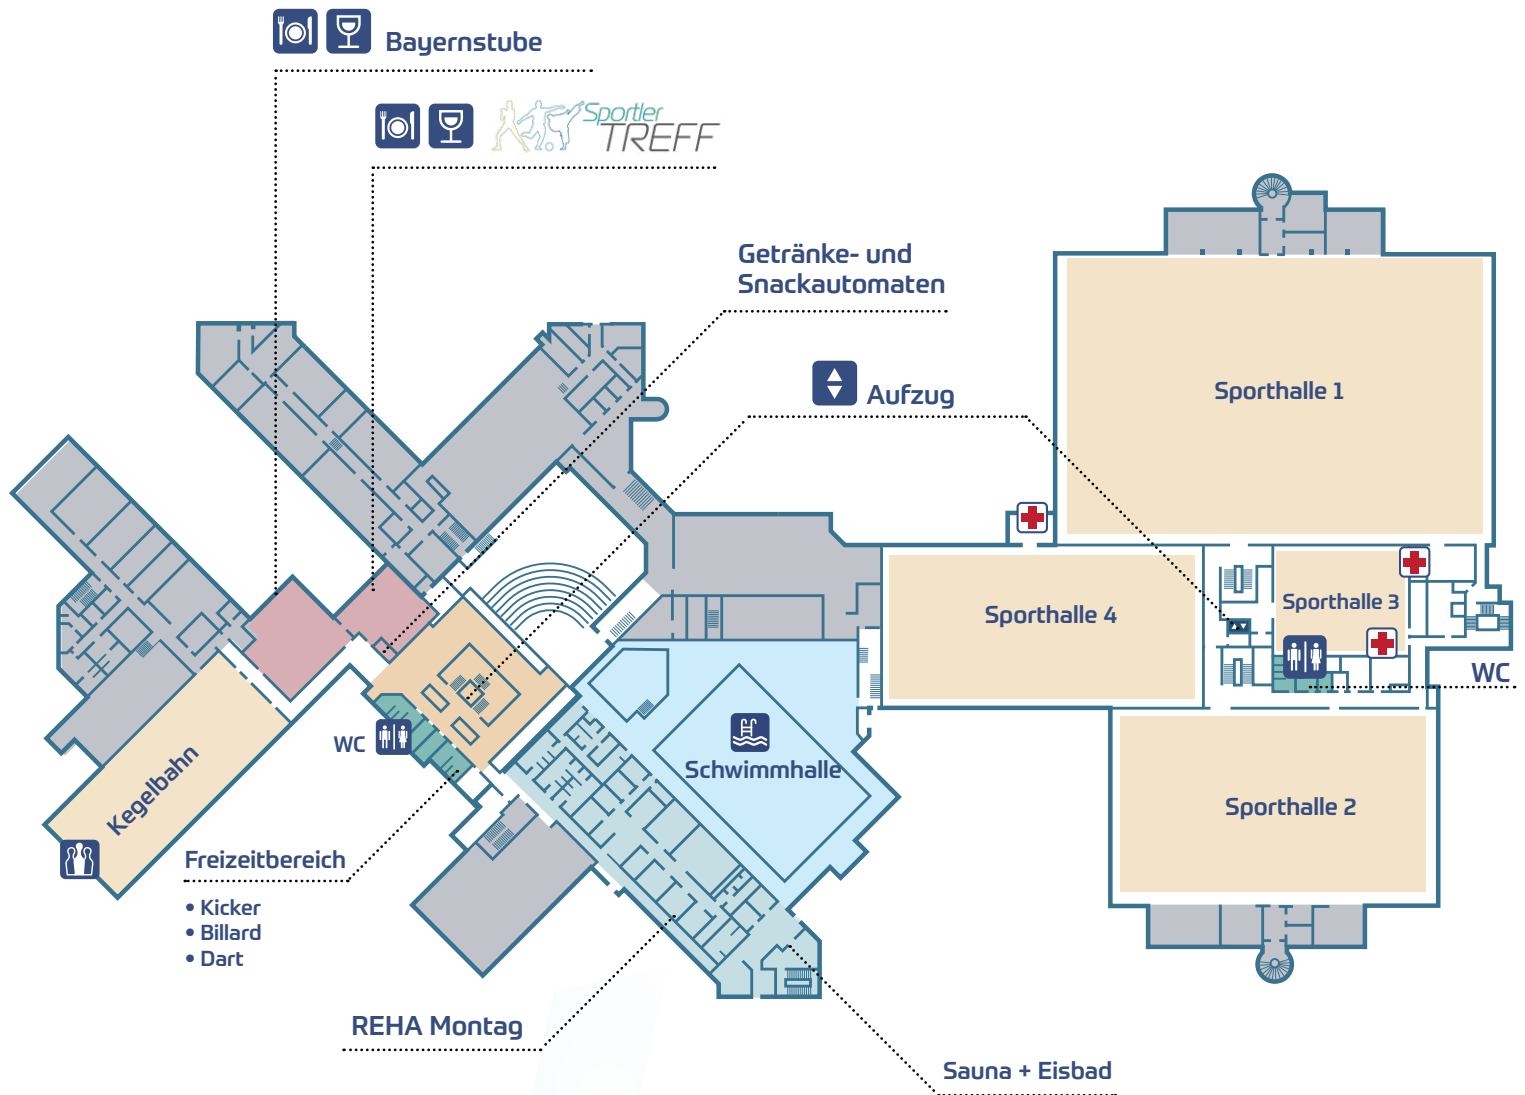 Bayernstube
Sportler
TREFF
Getränke- und
Snackautomaten
Aufzug
Sporthalle 1
Sporthalle 3
Sporthalle 4
WC
WC
Schwimmhalle
Kegelbahn
Sporthalle 2
Freizeitbereich
• Kicker
• Billard
• Dart
REHA Montag
Sauna + Eisbad